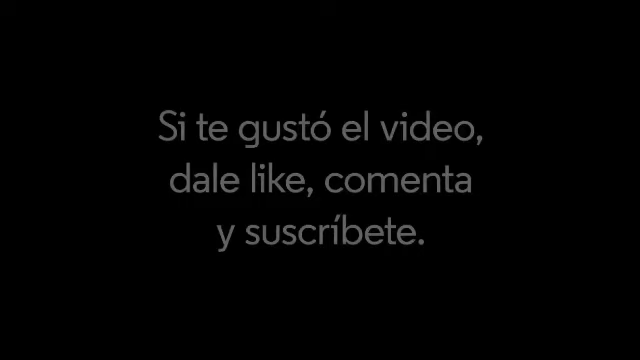 Si te gustó el video,
dale like, comenta
y suscríbete.